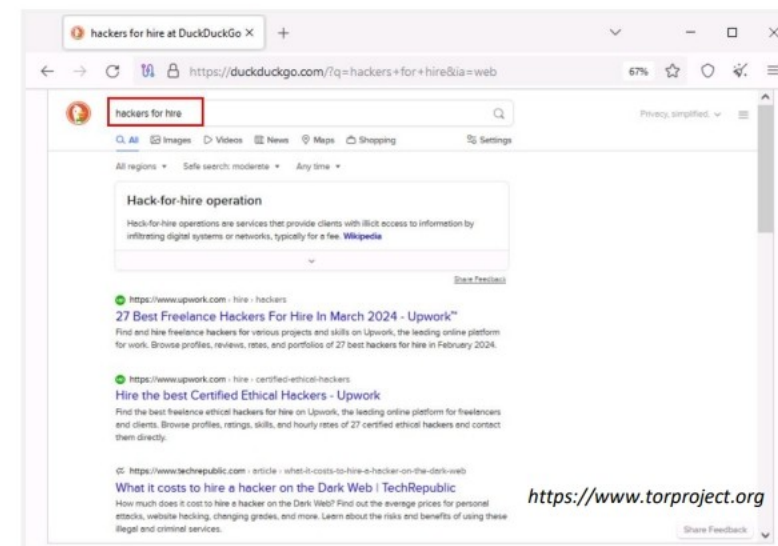 hackers for hire at DuckDuckGo
https://duckduckgo.com/?q=hackers+for+hire&ia=web
67%
hackers for hire
Privacy, simplified.
All Images Videos News Maps Shopping Settings
All regions Safe search: moderate Any time
Hack-for-hire operation
Hack-for-hire operations are services that provide clients with illicit access to information by
infiltrating digital systems or networks, typically for a fee. Wikipedia
Share Feedback
https://www.upwork.com › hire › hackers
27 Best Freelance Hackers For Hire In March 2024 - Upwork™
Find and hire freelance hackers for various projects and skills on Upwork, the leading online platform
for work. Browse profiles, reviews, rates, and portfolios of 27 best hackers for hire in February 2024.
https://www.upwork.com › hire › certified-ethical-hackers
Hire the best Certified Ethical Hackers - Upwork
Find the best freelance ethical hackers for hire on Upwork, the leading online platform for freelancers
and clients. Browse profiles, ratings, skills, and hourly rates of 27 certified ethical hackers and contact
them directly.
https://www.techrepublic.com › article › what-it-costs-to-hire-a-hacker-on-the-dark-web
What it costs to hire a hacker on the Dark Web | TechRepublic
How much does it cost to hire a hacker on the Dark Web? Find out the average prices for personal
attacks, website hacking, changing grades, and more. Learn about the risks and benefits of using these
illegal and criminal services.
https://www.torproject.org
Share Feedback